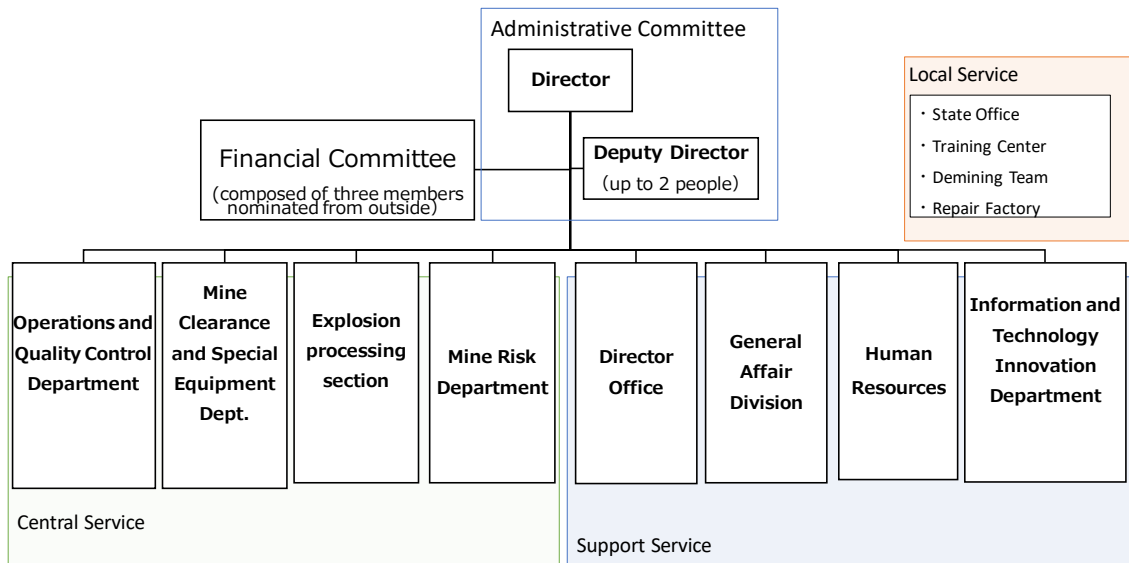 Administrative Committee
Director
Financial Committee
(composed of three members
nominated from outside)
Deputy Director
(up to 2 people)
Local Service
・ State Office
・ Training Center
・ Demining Team
・ Repair Factory
Operations and
Quality Control
Department
Mine
Clearance
and Special
Equipment
Dept.
Explosion
processing
section
Mine Risk
Department
Director
Office
General
Affair
Division
Human
Resources
Information and
Technology
Innovation
Department
Central Service
Support Service